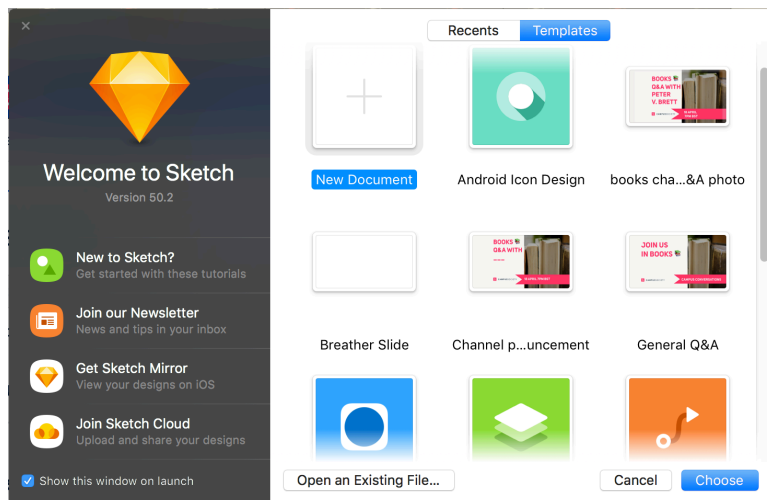 Welcome to Sketch
Version 50.2
New to Sketch?
Get started with these tutorials
Join our Newsletter
News and tips in your inbox
Get Sketch Mirror
View your designs on iOS
Join Sketch Cloud
Upload and share your designs
Show this window on launch
Recents
Templates
New Document
Android Icon Design
BOOKS
Q&A WITH
PETER
V. BRETT
books cha...&A photo
Breather Slide
BOOKS
Q&A WITH
Channel p...uncement
JOIN US
IN BOOKS
CAMPUS CONVERSATIONS
General Q&A
Open an Existing File...
Cancel
Choose